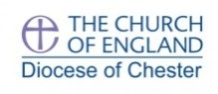 THE CHURCH
OF ENGLAND
Diocese of Chester